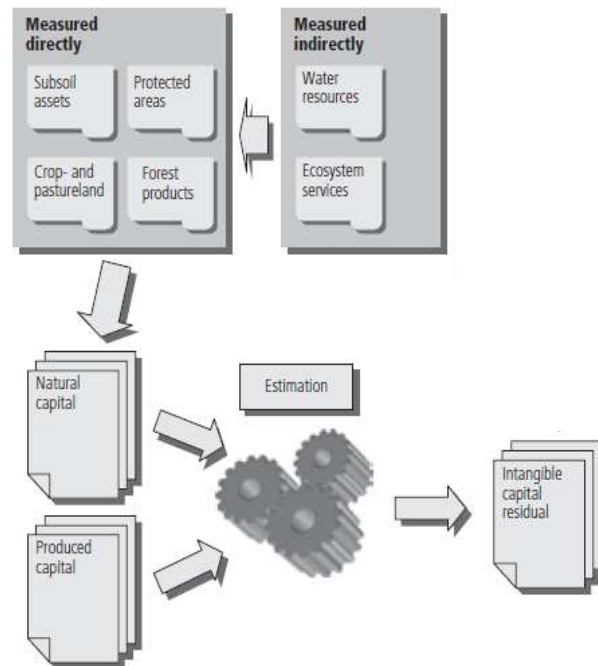 Measured
directly
Subsoil
assets
Protected
areas
Crop- and
pastureland
Forest
products
Measured
indirectly
Water
resources
Ecosystem
services
Natural
capital
Estimation
Produced
capital
Intangible
capital
residual